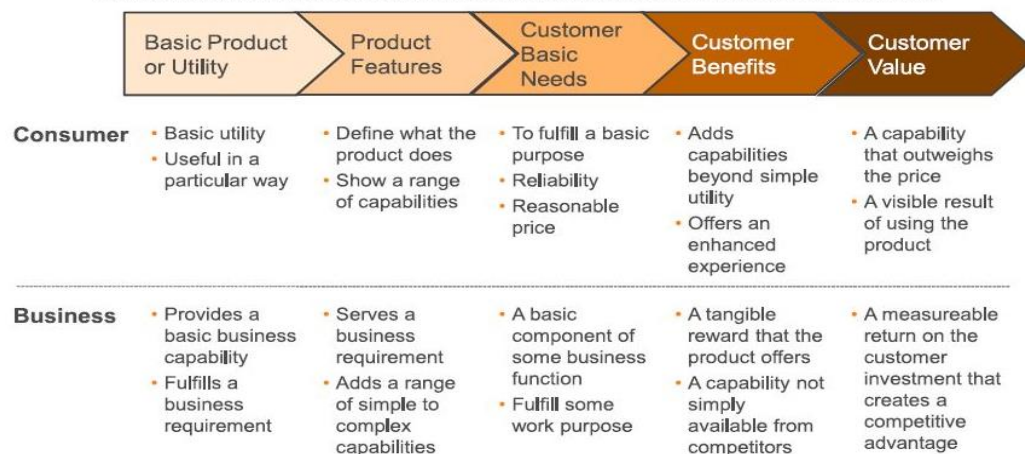 Basic Product
or Utility
Product
Features
Customer
Basic
Needs
Customer
Benefits
Customer
Value
Consumer
• Basic utility
• Useful in a
particular way
• Define what the
product does
• Show a range
of capabilities
• To fulfill a basic
purpose
• Reliability
• Reasonable
price
• Adds
capabilities
beyond simple
utility
• Offers an
enhanced
experience
• A capability
that outweighs
the price
• A visible result
of using the
product
Business
• Provides a
basic business
capability
• Fulfills a
business
requirement
• Serves a
business
requirement
• Adds a range
of simple to
complex
capabilities
• A basic
component of
some business
function
• Fulfill some
work purpose
• A tangible
reward that the
product offers
• A capability not
simply
available from
competitors
• A measureable
return on the
customer
investment that
creates a
competitive
advantage